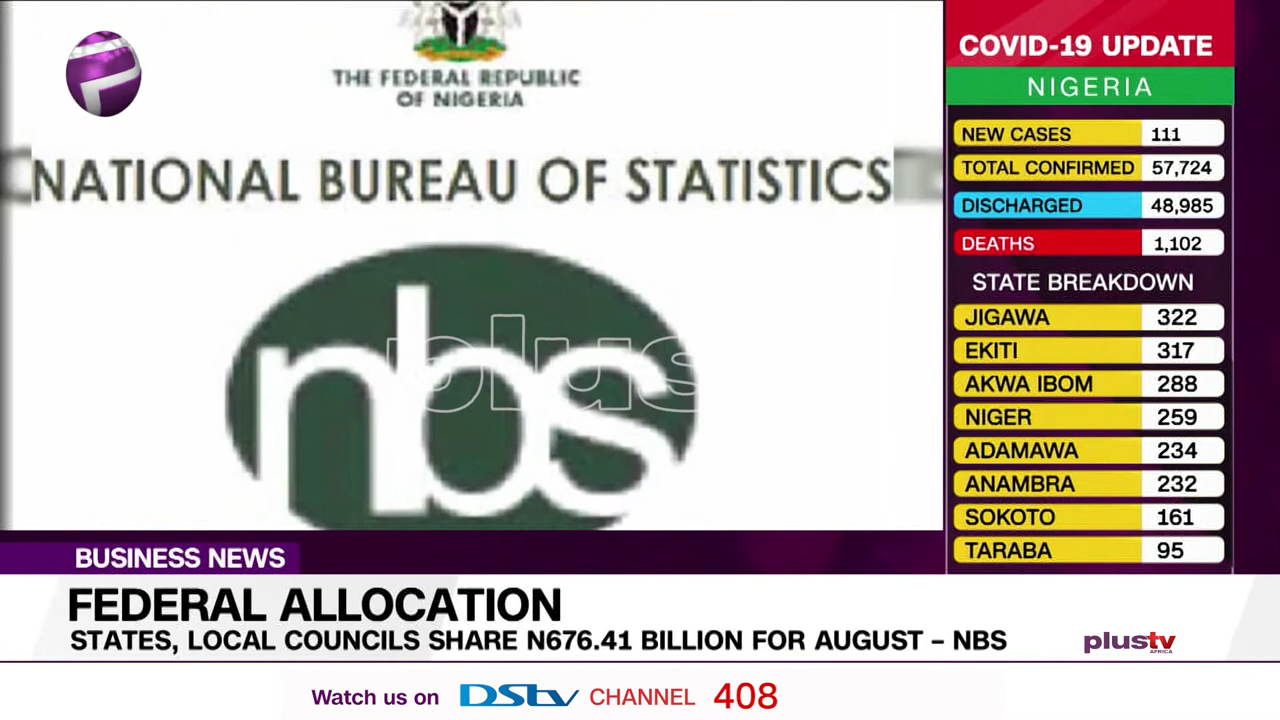 THE FEDERAL REPUBLIC
OF NIGERIA
NATIONAL BUREAU OF STATISTICS
nbs
plus
COVID-19 UPDATE
NIGERIA
NEW CASES 111
TOTAL CONFIRMED 57,724
DISCHARGED 48,985
DEATHS 1,102
STATE BREAKDOWN
JIGAWA 322
EKITI 317
AKWA IBOM 288
NIGER 259
ADAMAWA 234
ANAMBRA 232
SOKOTO 161
TARABA 95
BUSINESS NEWS
FEDERAL ALLOCATION
STATES, LOCAL COUNCILS SHARE N676.41 BILLION FOR AUGUST – NBS
plustv
AFRICA
Watch us on DStv CHANNEL 408